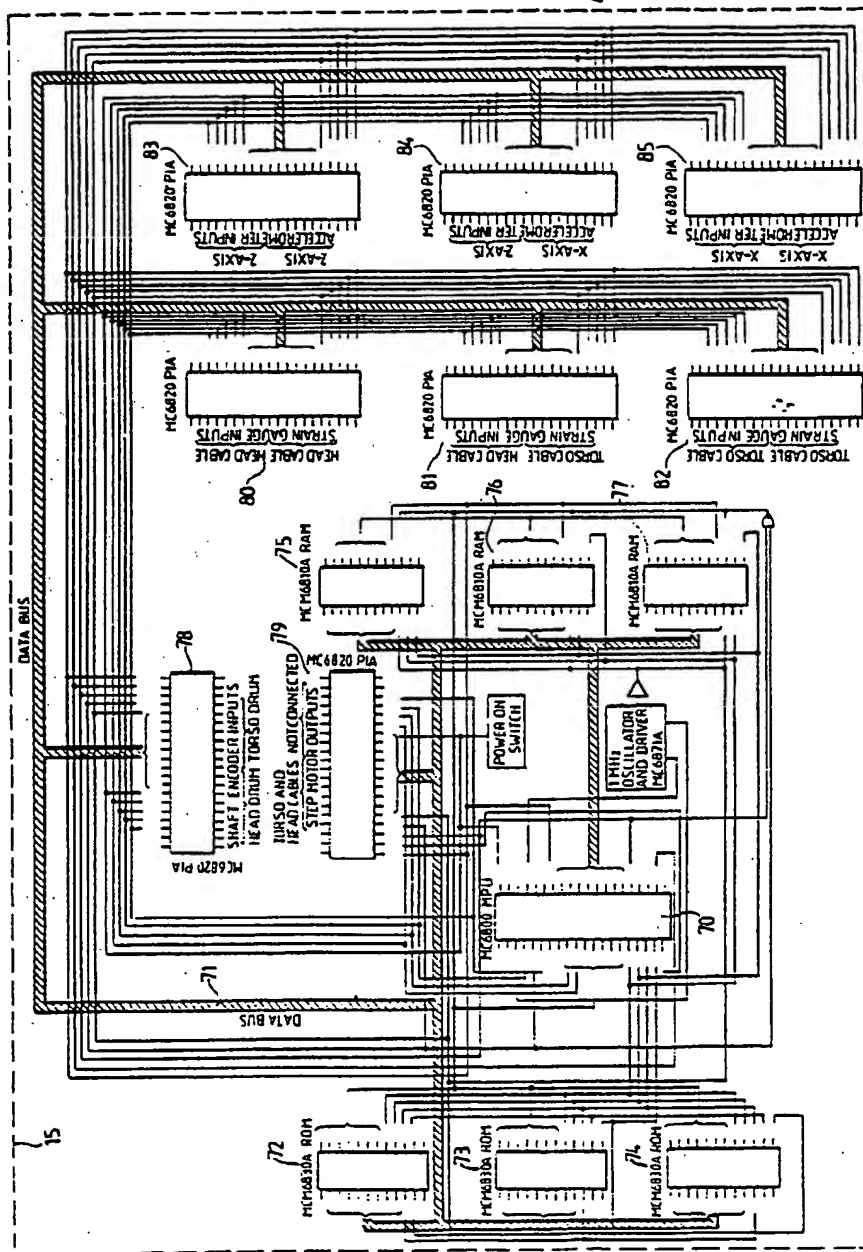 15
DATA BUS
71
DATA BUS
78
MC6820 PIA
SHAFT ENCODER INPUTS
HEAD DRUM TORSO DRUM
79
MC6820 PIA
TORSO AND
HEAD CABLES NOT CONNECTED
STEP MOTOR OUTPUTS
POWER ON
SWITCH
1MHz
OSCILLATOR
AND DRIVER
MC6871A
MC6800 MPU
70
72
MCM6830A ROM
73
MCM6830A ROM
74
MCM6830A ROM
75
MCM6810A RAM
76
MCM6810A RAM
77
MCM6810A RAM
MC6820 PIA
STRAIN GAUGE INPUTS
HEAD CABLE HEAD CABLE
80
MC6820 PIA
STRAIN GAUGE INPUTS
TORSO CABLE HEAD CABLE
81
MC6820 PIA
STRAIN GAUGE INPUTS
TORSO CABLE TORSO CABLE
82
83
MC6820 PIA
ACCELEROMETER INPUTS
Z-AXIS Z-AXIS
84
MC6820 PIA
ACCELEROMETER INPUTS
X-AXIS Z-AXIS
85
MC6820 PIA
ACCELEROMETER INPUTS
X-AXIS X-AXIS